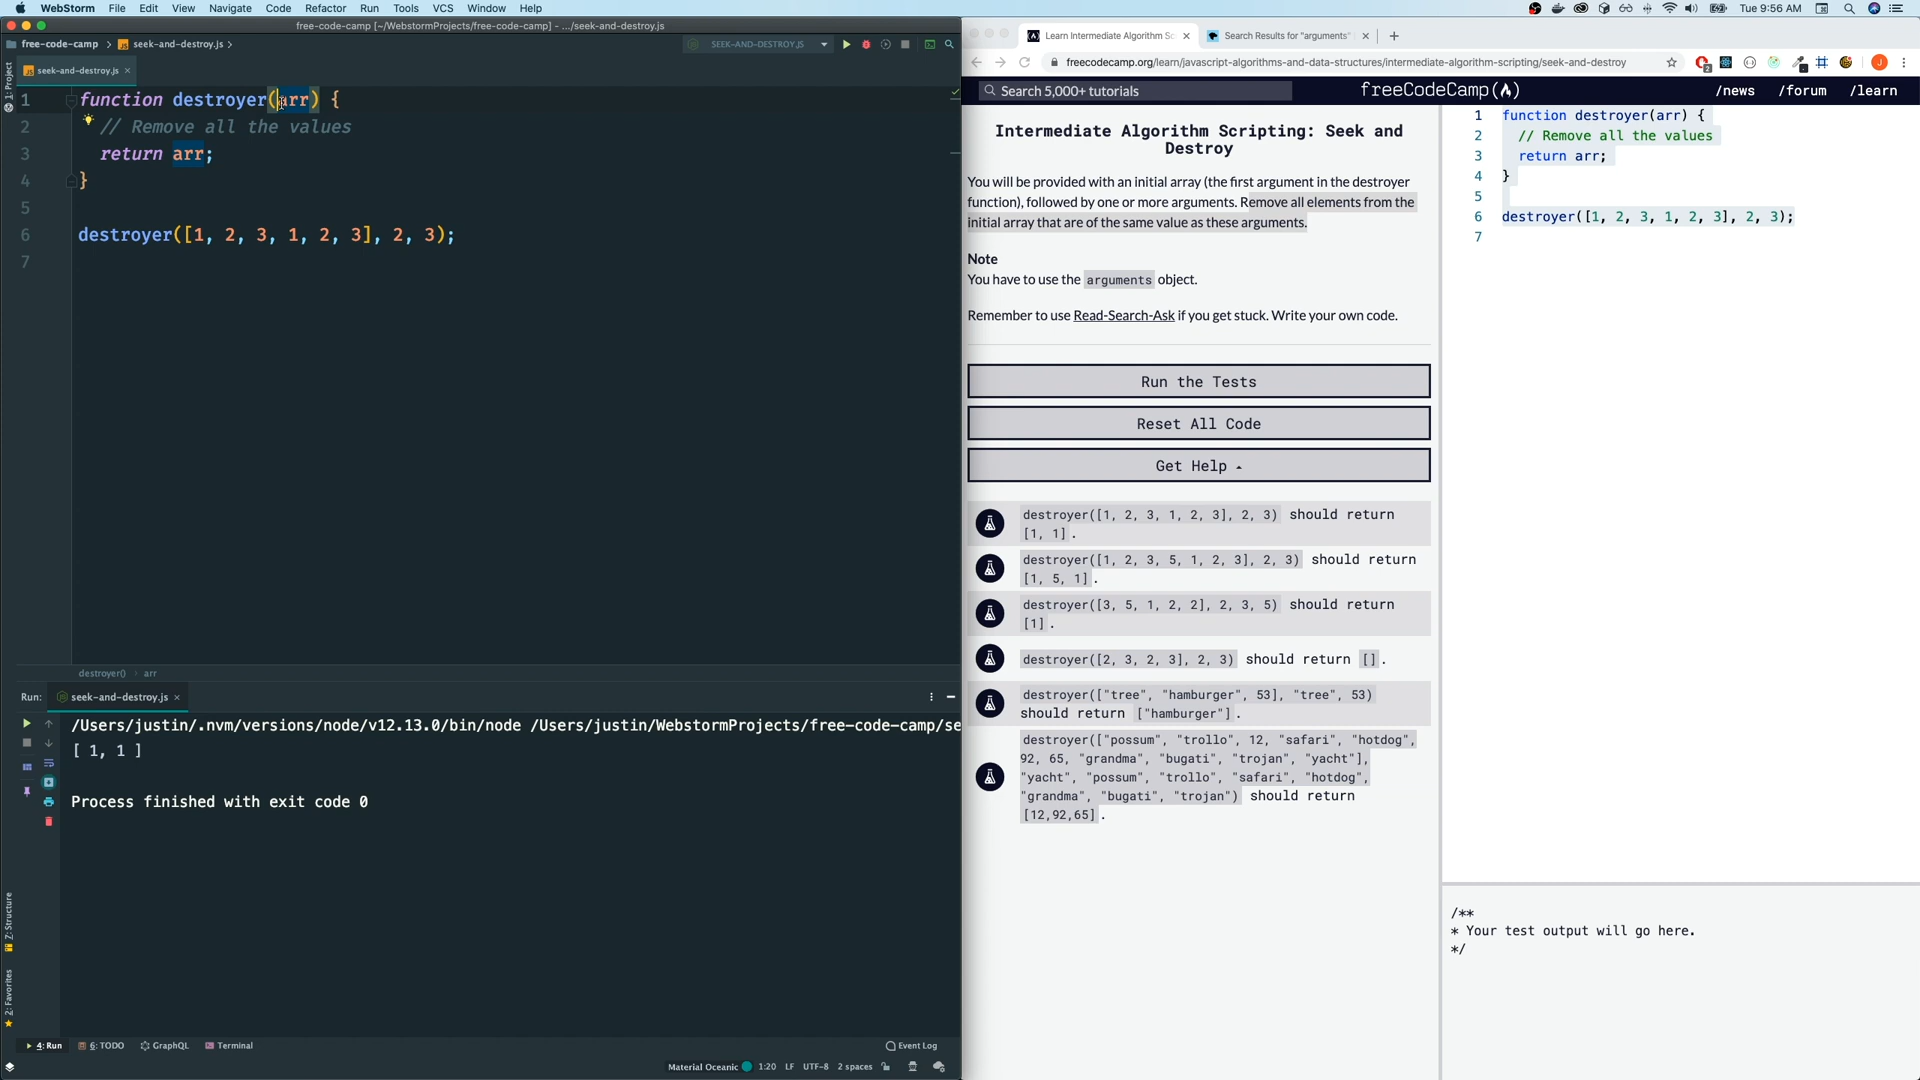 WebStorm File Edit View Navigate Code Refactor Run Tools VCS Window Help
Tue 9:56 AM
free-code-camp [~/WebstormProjects/free-code-camp] - .../seek-and-destroy.js
free-code-camp seek-and-destroy.js
SEEK-AND-DESTROY.JS
seek-and-destroy.js
1: Project
1 function destroyer(arr) {
2 // Remove all the values
3 return arr;
4 }
5
6 destroyer([1, 2, 3, 1, 2, 3], 2, 3);
7
destroyer() arr
Run: seek-and-destroy.js
/Users/justin/.nvm/versions/node/v12.13.0/bin/node /Users/justin/WebstormProjects/free-code-camp/se
[ 1, 1 ]
Process finished with exit code 0
7: Structure
2: Favorites
4: Run 6: TODO GraphQL Terminal
Event Log
Material Oceanic 1:20 LF UTF-8 2 spaces
Learn Intermediate Algorithm Sc
Search Results for "arguments"
freecodecamp.org/learn/javascript-algorithms-and-data-structures/intermediate-algorithm-scripting/seek-and-destroy
2
J
Search 5,000+ tutorials
freeCodeCamp
/news /forum /learn
Intermediate Algorithm Scripting: Seek and
Destroy
You will be provided with an initial array (the first argument in the destroyer
function), followed by one or more arguments. Remove all elements from the
initial array that are of the same value as these arguments.
Note
You have to use the arguments object.
Remember to use Read-Search-Ask if you get stuck. Write your own code.
Run the Tests
Reset All Code
Get Help
destroyer([1, 2, 3, 1, 2, 3], 2, 3) should return
[1, 1].
destroyer([1, 2, 3, 5, 1, 2, 3], 2, 3) should return
[1, 5, 1].
destroyer([3, 5, 1, 2, 2], 2, 3, 5) should return
[1].
destroyer([2, 3, 2, 3], 2, 3) should return [].
destroyer(["tree", "hamburger", 53], "tree", 53)
should return ["hamburger"].
destroyer(["possum", "trollo", 12, "safari", "hotdog",
92, 65, "grandma", "bugati", "trojan", "yacht"],
"yacht", "possum", "trollo", "safari", "hotdog",
"grandma", "bugati", "trojan") should return
[12,92,65].
1 function destroyer(arr) {
2 // Remove all the values
3 return arr;
4 }
5
6 destroyer([1, 2, 3, 1, 2, 3], 2, 3);
7
/**
* Your test output will go here.
*/